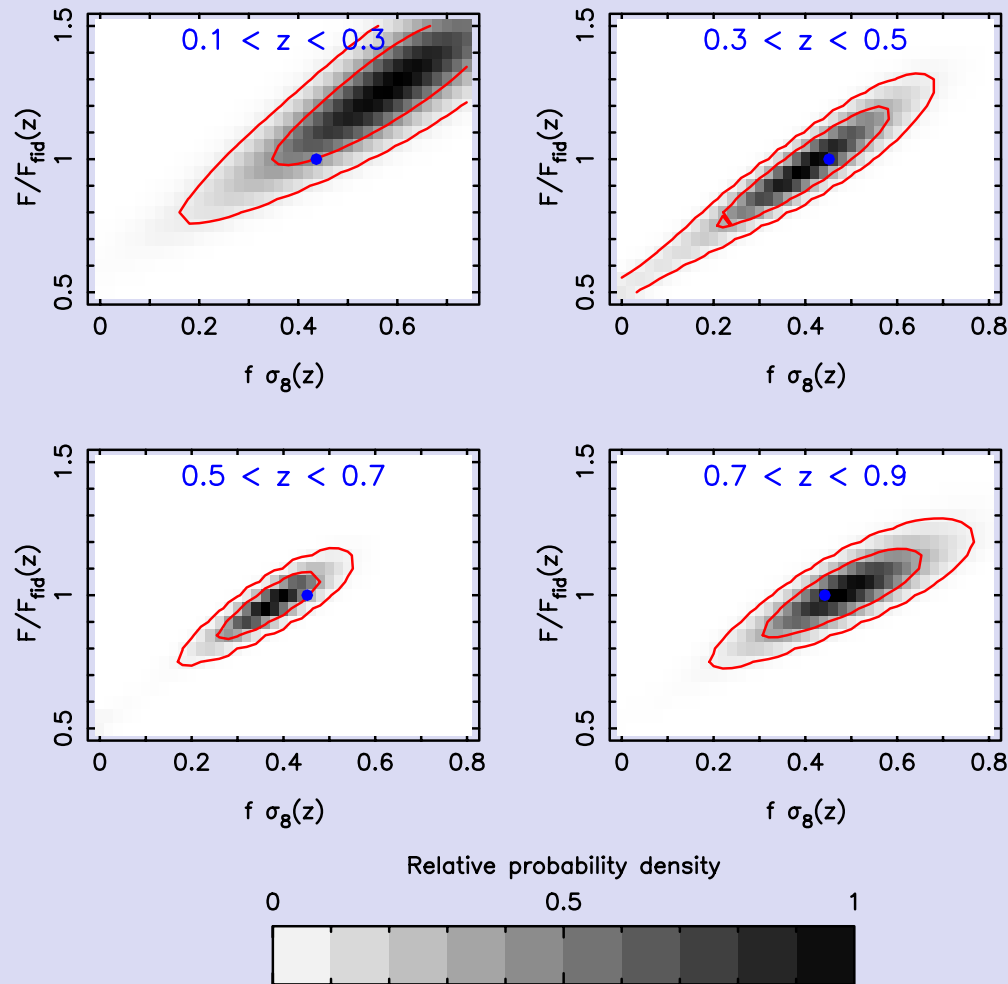 0.1 < z < 0.3
1.5
1
0.5
F/F_fid(z)
0 0.2 0.4 0.6
f σ_8(z)
0.3 < z < 0.5
1.5
1
0.5
F/F_fid(z)
0 0.2 0.4 0.6 0.8
f σ_8(z)
0.5 < z < 0.7
1.5
1
0.5
F/F_fid(z)
0 0.2 0.4 0.6 0.8
f σ_8(z)
0.7 < z < 0.9
1.5
1
0.5
F/F_fid(z)
0 0.2 0.4 0.6 0.8
f σ_8(z)
Relative probability density
0 0.5 1